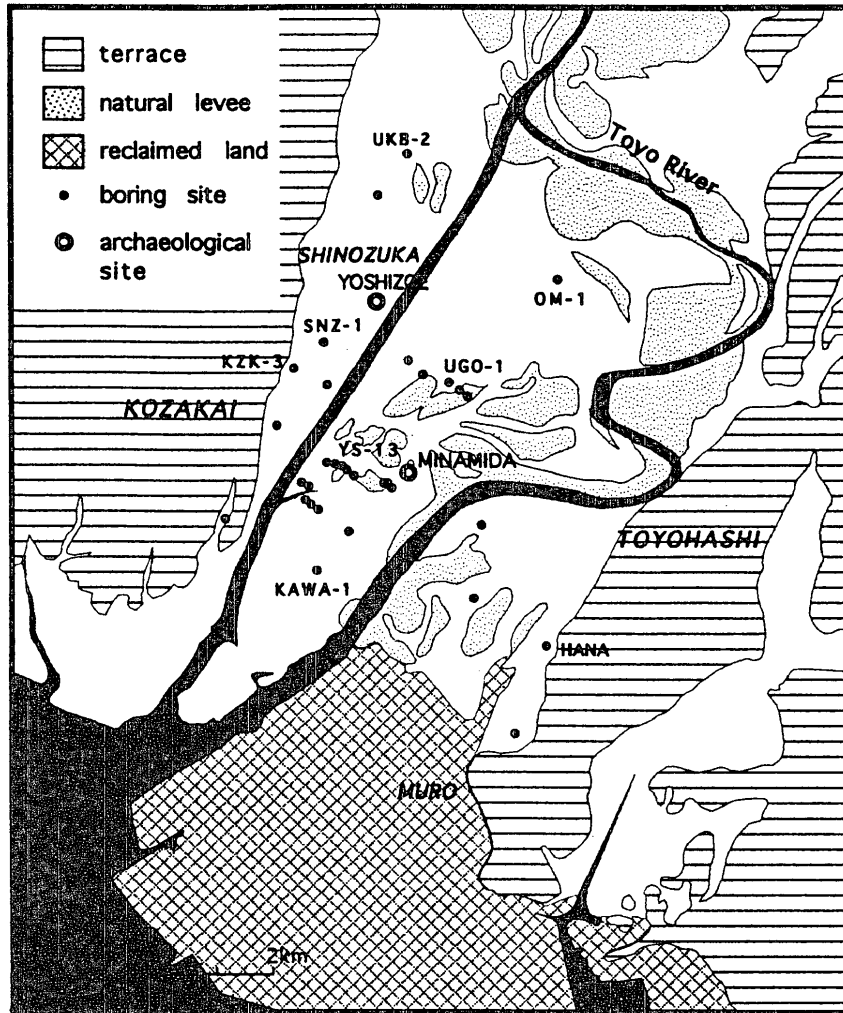 terrace
natural levee
reclaimed land
boring site
archaeological
site
UKB-2
Toyo River
SHINOZUKA
YOSHIZOE
OM-1
SNZ-1
KZK-3
UGO-1
KOZAKAI
YS-13
MINAMIDA
TOYOHASHI
KAWA-1
HANA
MURO
2km